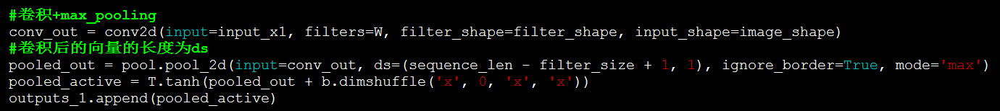 #卷积+max_pooling
conv_out = conv2d(input=input_x1, filters=W, filter_shape=filter_shape, input_shape=image_shape)
#卷积后的向量的长度为ds
pooled_out = pool.pool_2d(input=conv_out, ds=(sequence_len - filter_size + 1, 1), ignore_border=True, mode='max')
pooled_active = T.tanh(pooled_out + b.dimshuffle('x', 0, 'x', 'x'))
outputs_1.append(pooled_active)